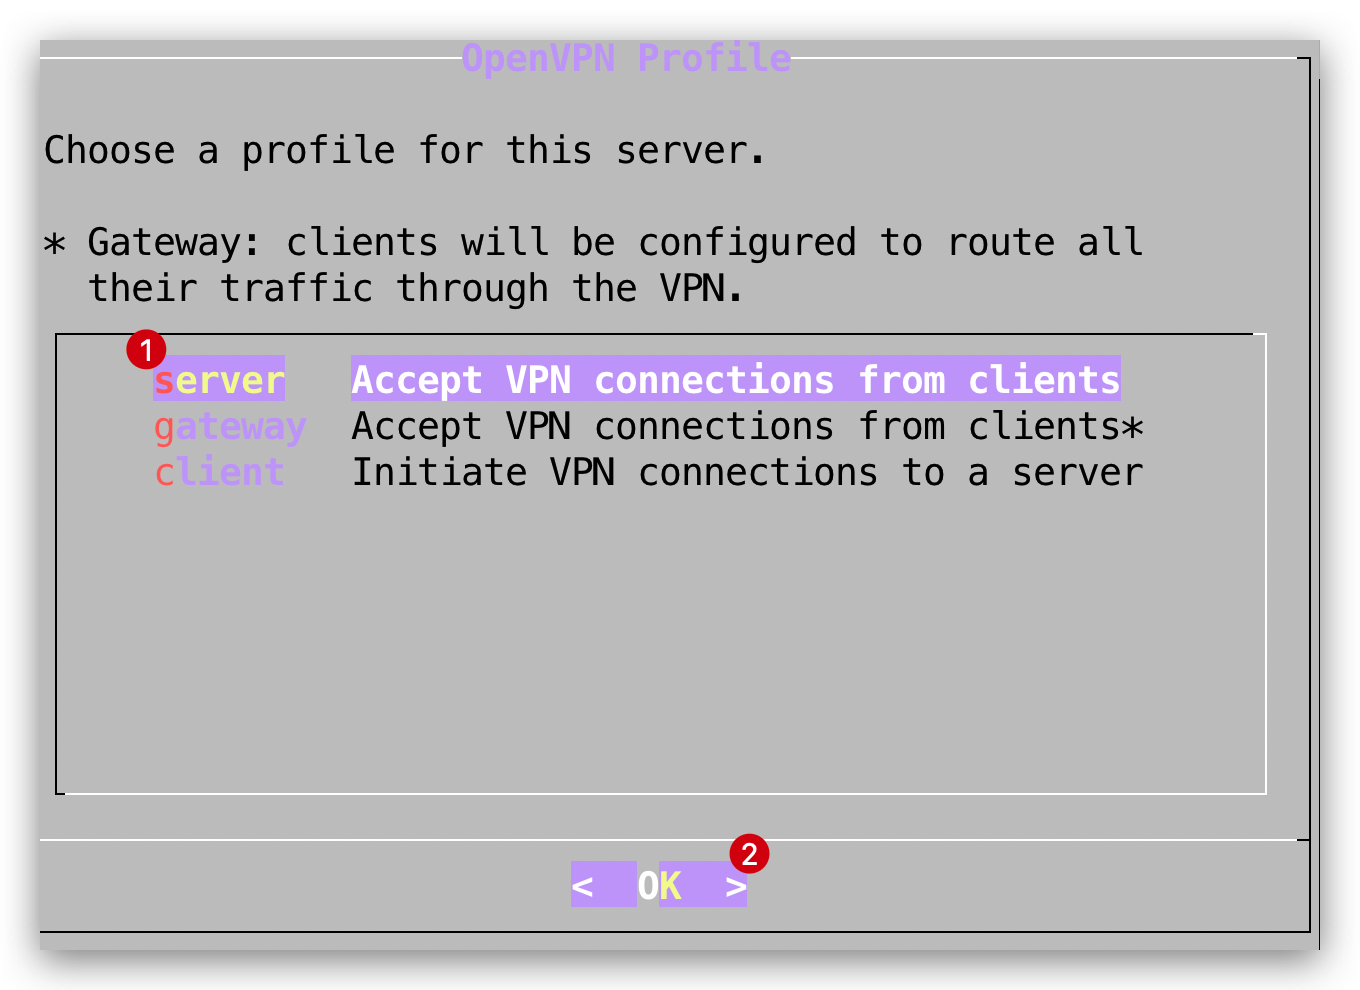 OpenVPN Profile
Choose a profile for this server.
* Gateway: clients will be configured to route all
their traffic through the VPN.
1
server Accept VPN connections from clients
gateway Accept VPN connections from clients*
client Initiate VPN connections to a server
2
< OK >